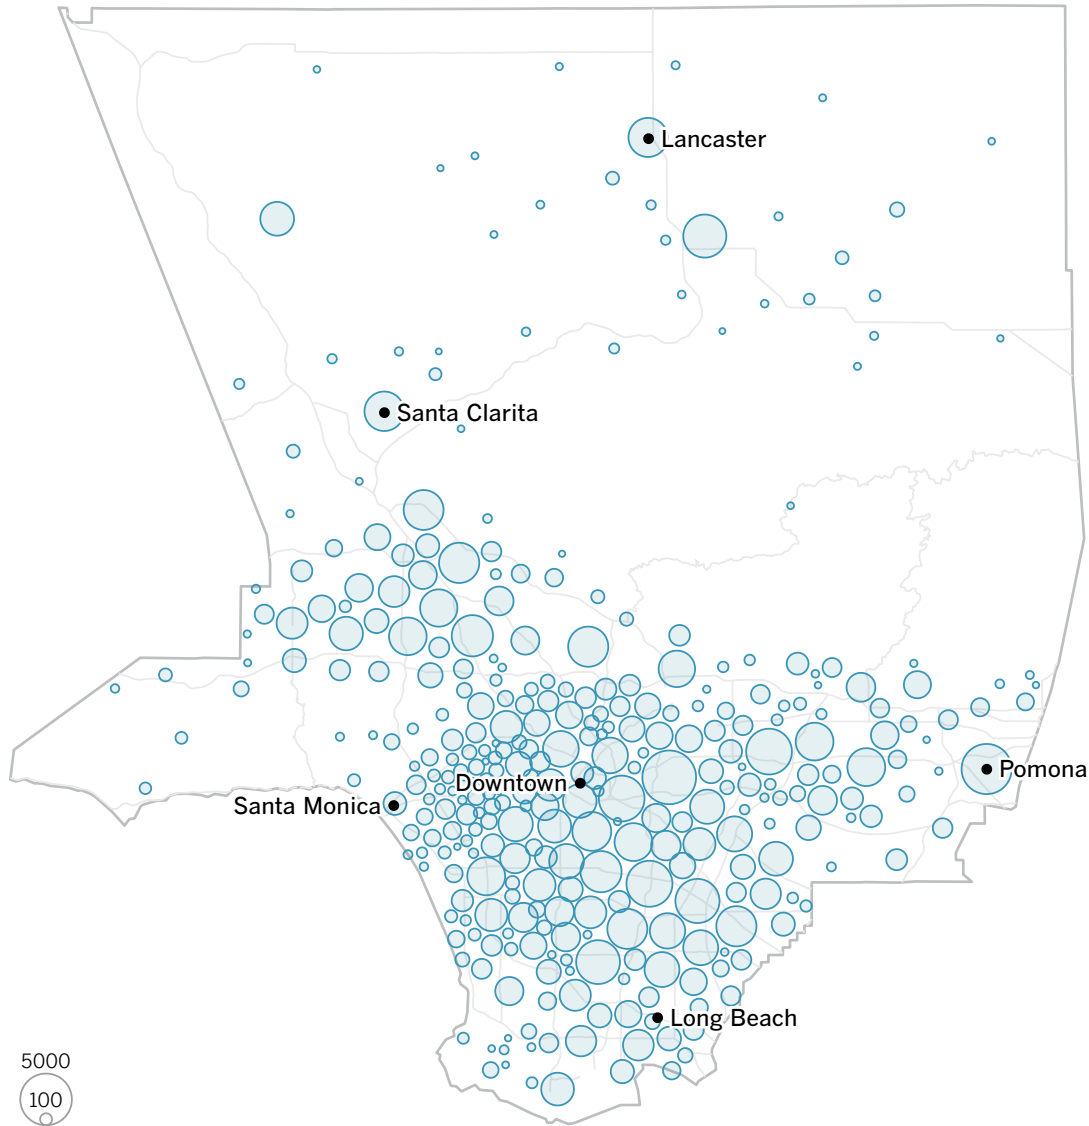 Lancaster
Santa Clarita
Pomona
Downtown
Santa Monica
Long Beach
5000
100